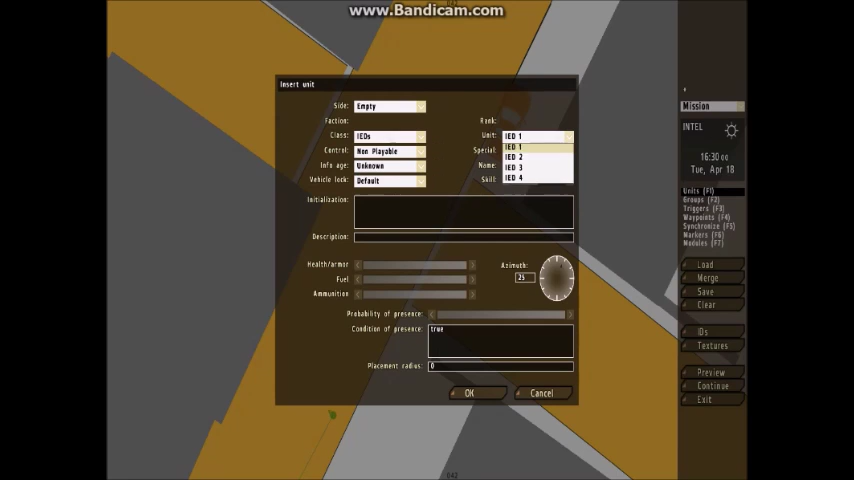 042
www.Bandicam.com
Insert unit
Side: Empty
Faction:
Rank:
Class: IEDs
Unit: IED 1
IED 1
IED 2
IED 3
IED 4
Control: Non Playable
Special:
Info age: Unknown
Name:
Vehicle lock: Default
Skill:
Initialization:
Description:
Health/armor
Fuel
Ammunition
Azimuth:
25
Probability of presence:
Condition of presence: true
Placement radius: 0
OK
Cancel
Mission
INTEL
16:30 00
Tue, Apr 18
Units (F1)
Groups (F2)
Triggers (F3)
Waypoints (F4)
Synchronize (F5)
Markers (F6)
Modules (F7)
Load
Merge
Save
Clear
IDs
Textures
Preview
Continue
Exit
042